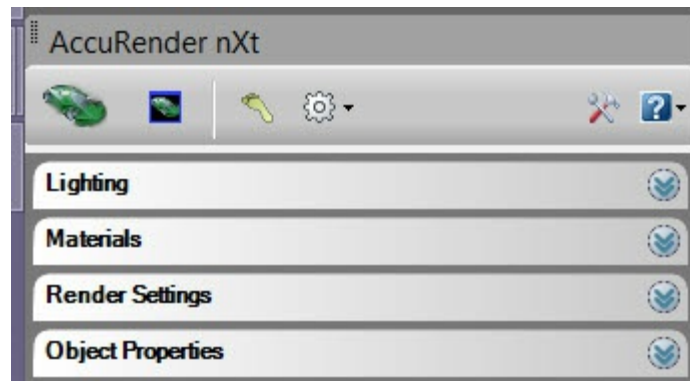 AccuRender nXt
?
Lighting
Materials
Render Settings
Object Properties